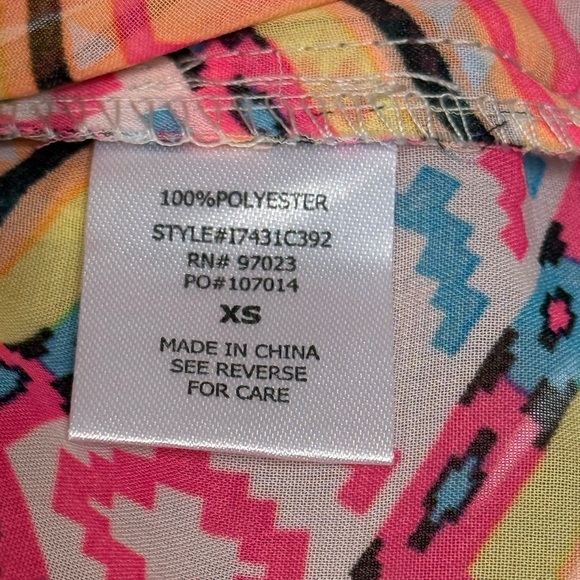 100%POLYESTER
STYLE#I7431C392
RN# 97023
PO#107014
XS
MADE IN CHINA
SEE REVERSE
FOR CARE